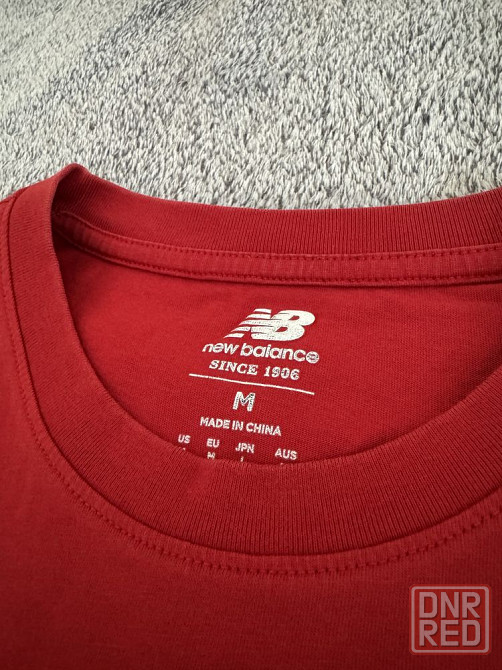 NB
new balance®
SINCE 1906
M
MADE IN CHINA
US EU JPN AUS
DNR
RED